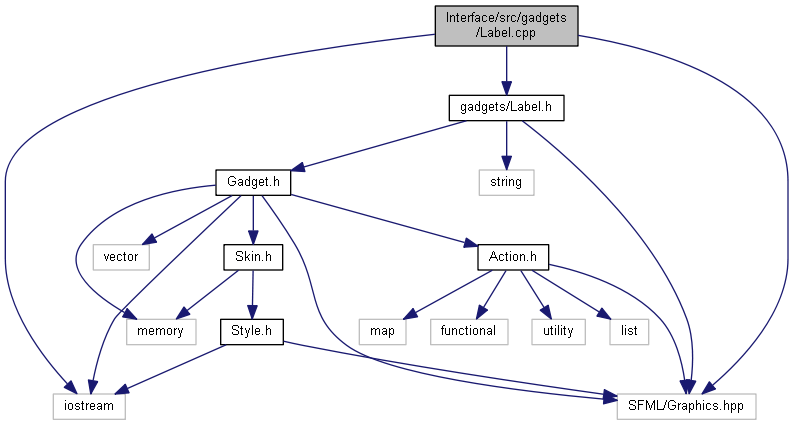 Interface/src/gadgets
/Label.cpp
gadgets/Label.h
Gadget.h
string
vector
Skin.h
Action.h
memory
Style.h
map
functional
utility
list
iostream
SFML/Graphics.hpp